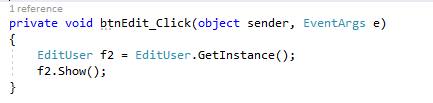 1 reference
private void btnEdit_Click(object sender, EventArgs e)
{
    EditUser f2 = EditUser.GetInstance();
    f2.Show();
}